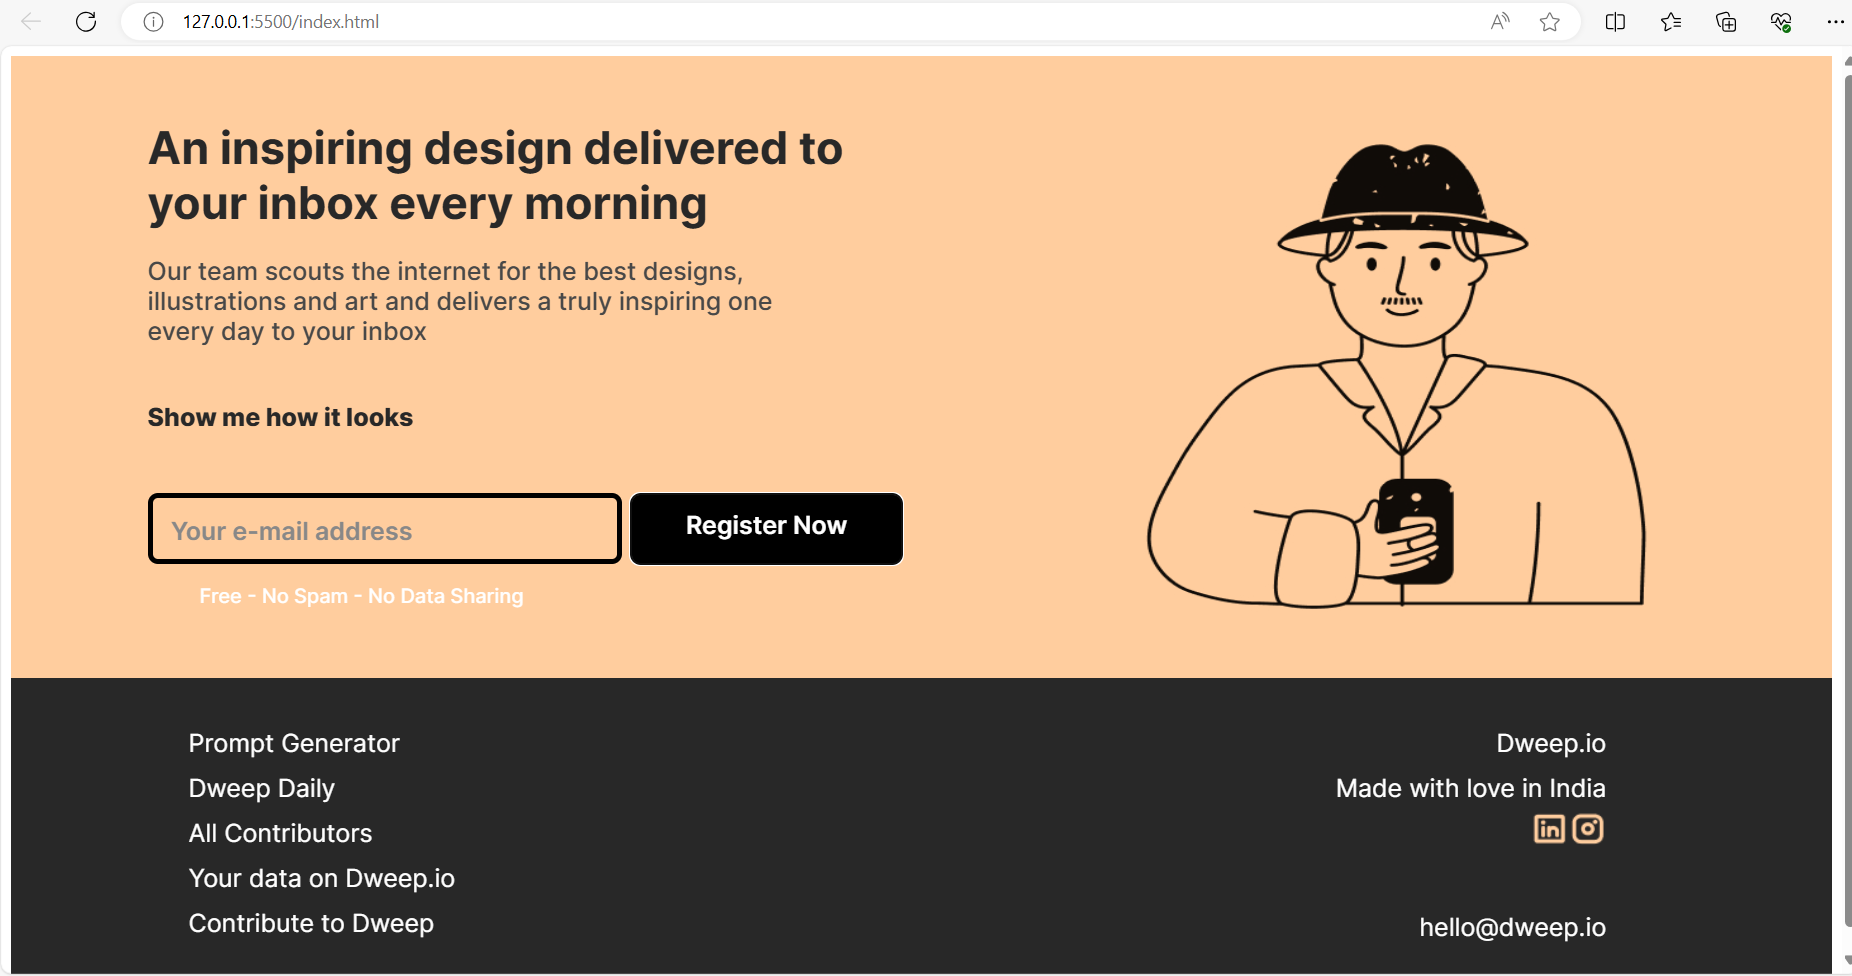 127.0.0.1:5500/index.html
An inspiring design delivered to
your inbox every morning
Our team scouts the internet for the best designs,
illustrations and art and delivers a truly inspiring one
every day to your inbox
Show me how it looks
Your e-mail address
Register Now
Free - No Spam - No Data Sharing
Prompt Generator
Dweep Daily
All Contributors
Your data on Dweep.io
Contribute to Dweep
Dweep.io
Made with love in India
in
hello@dweep.io